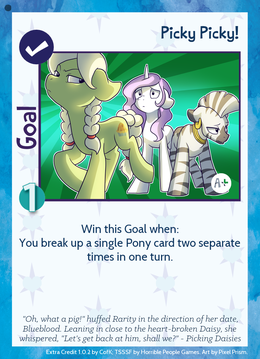 Picky Picky!
Goal
1
A+
Win this Goal when:
You break up a single Pony card two separate
times in one turn.
"Oh, what a pig!" huffed Rarity in the direction of her date,
Blueblood. Leaning in close to the heart-broken Daisy, she
whispered, "Let's get back at him, shall we?" - Picking Daisies
Extra Credit 1.0.2 by CofK, TSSSF by Horrible People Games. Art by Pixel Prism.